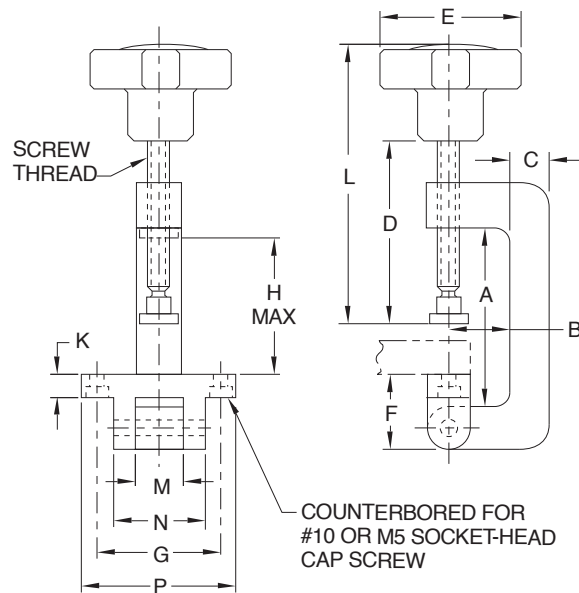 E
SCREW
THREAD
C
L
D
H
MAX
A
B
K
F
M
N
G
P
COUNTERBORED FOR
#10 OR M5 SOCKET-HEAD
CAP SCREW